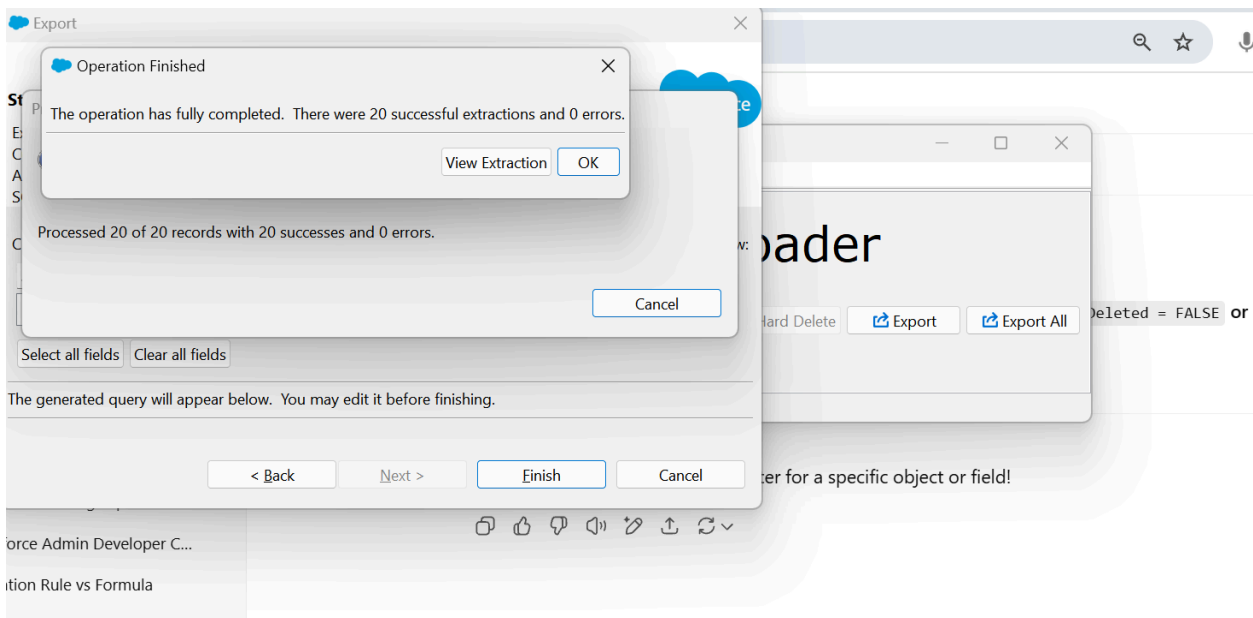 Export
Operation Finished
The operation has fully completed.  There were 20 successful extractions and 0 errors.
View Extraction
OK
Processed 20 of 20 records with 20 successes and 0 errors.
Cancel
Select all fields
Clear all fields
The generated query will appear below.  You may edit it before finishing.
< Back
Next >
Finish
Cancel
oader
Hard Delete
Export
Export All
Deleted = FALSE or
ter for a specific object or field!
force Admin Developer C...
ation Rule vs Formula